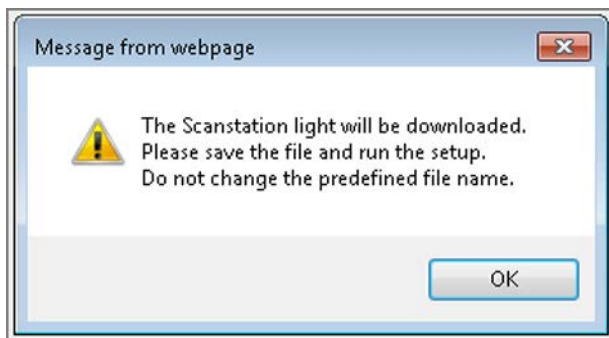 Message from webpage
The Scanstation light will be downloaded.
Please save the file and run the setup.
Do not change the predefined file name.
OK